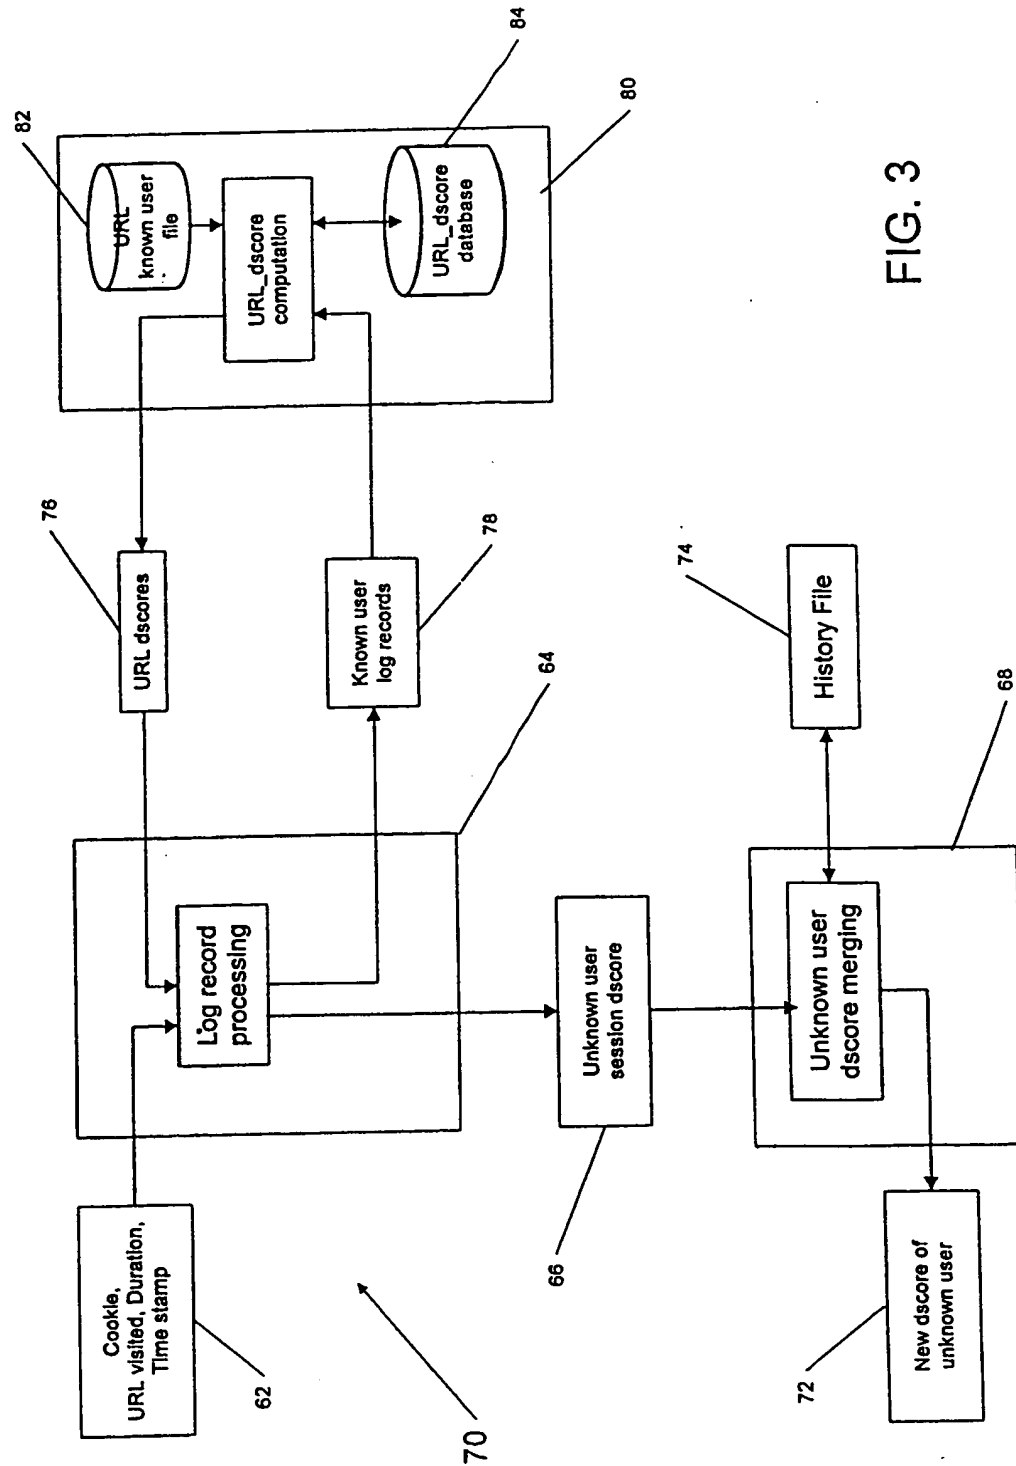 62
Cookie,
URL visited, Duration,
Time stamp
64
Log record
processing
76
URL dscores
78
Known user
log records
82
URL
known user
file
URL_dscore
computation
84
URL_dscore
database
80
70
66
Unknown user
session dscore
72
New dscore of
unknown user
Unknown user
dscore merging
68
74
History File
FIG. 3